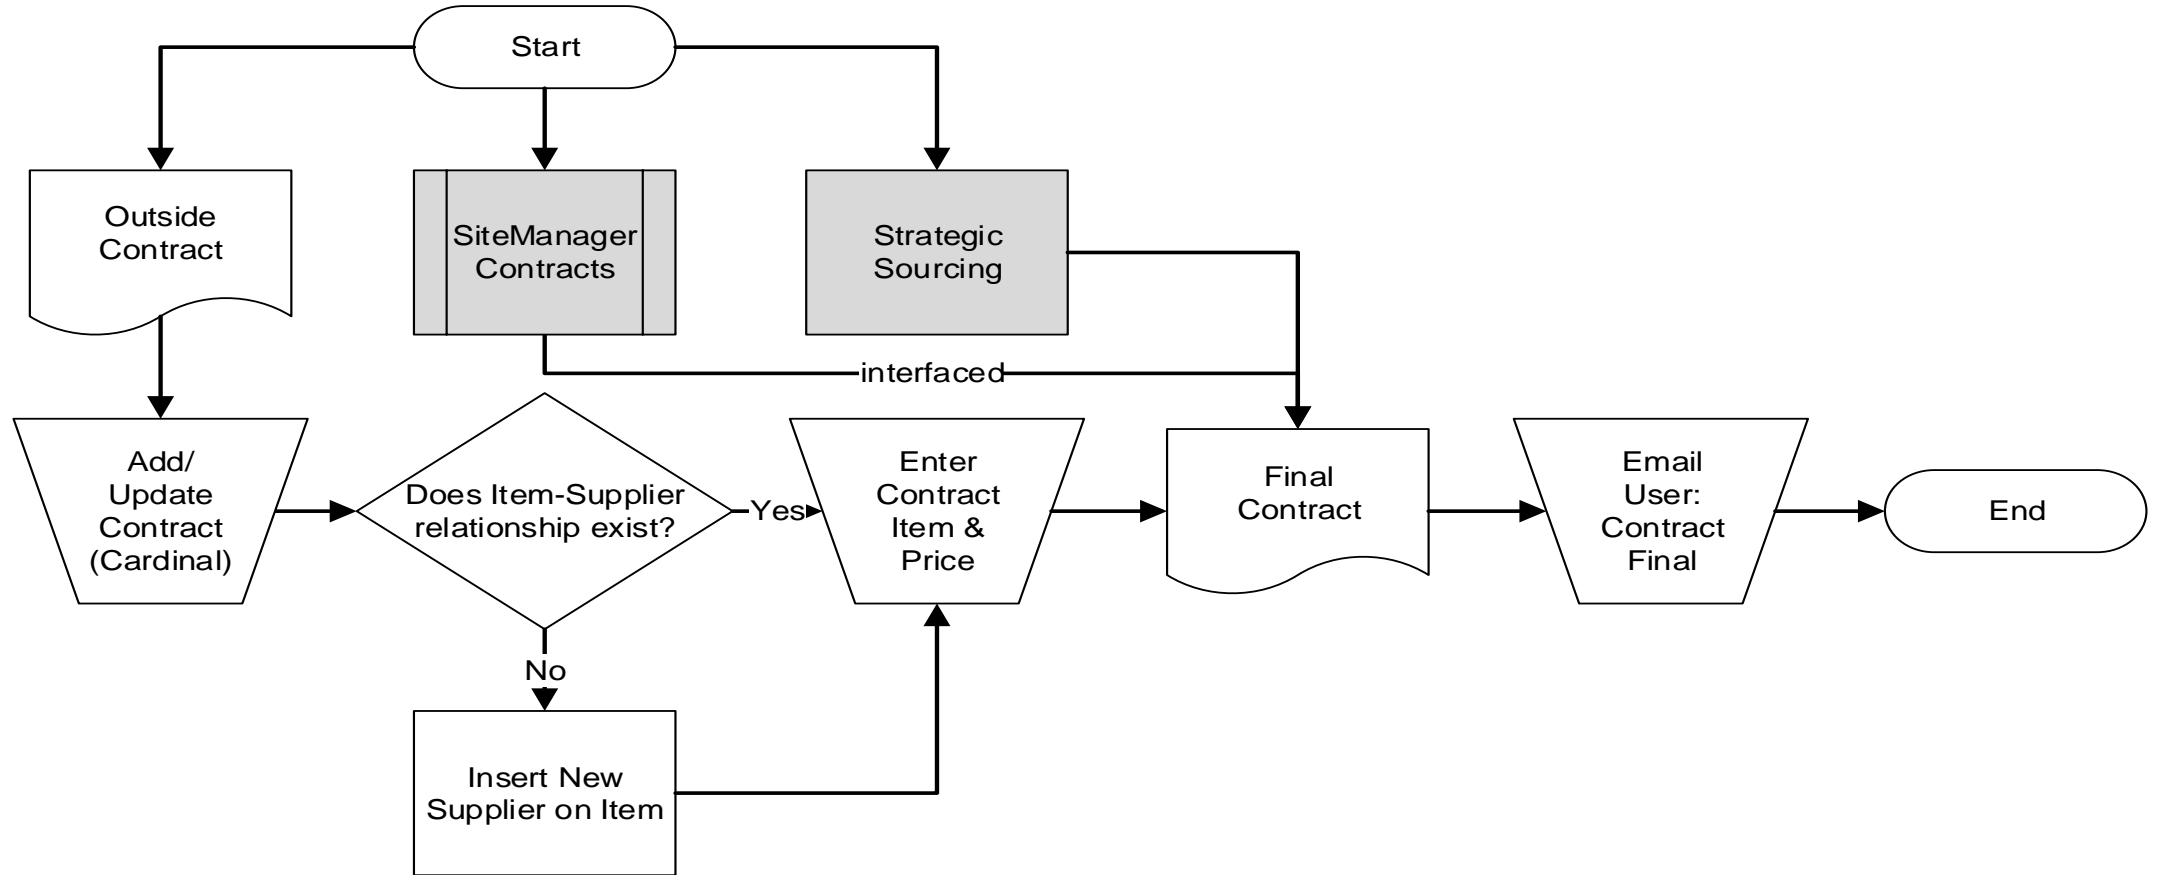 Start
Outside
Contract
SiteManager
Contracts
Strategic
Sourcing
interfaced
Add/
Update
Contract
(Cardinal)
Does Item-Supplier
relationship exist?
Yes
Enter
Contract
Item &
Price
Final
Contract
Email
User:
Contract
Final
End
No
Insert New
Supplier on Item